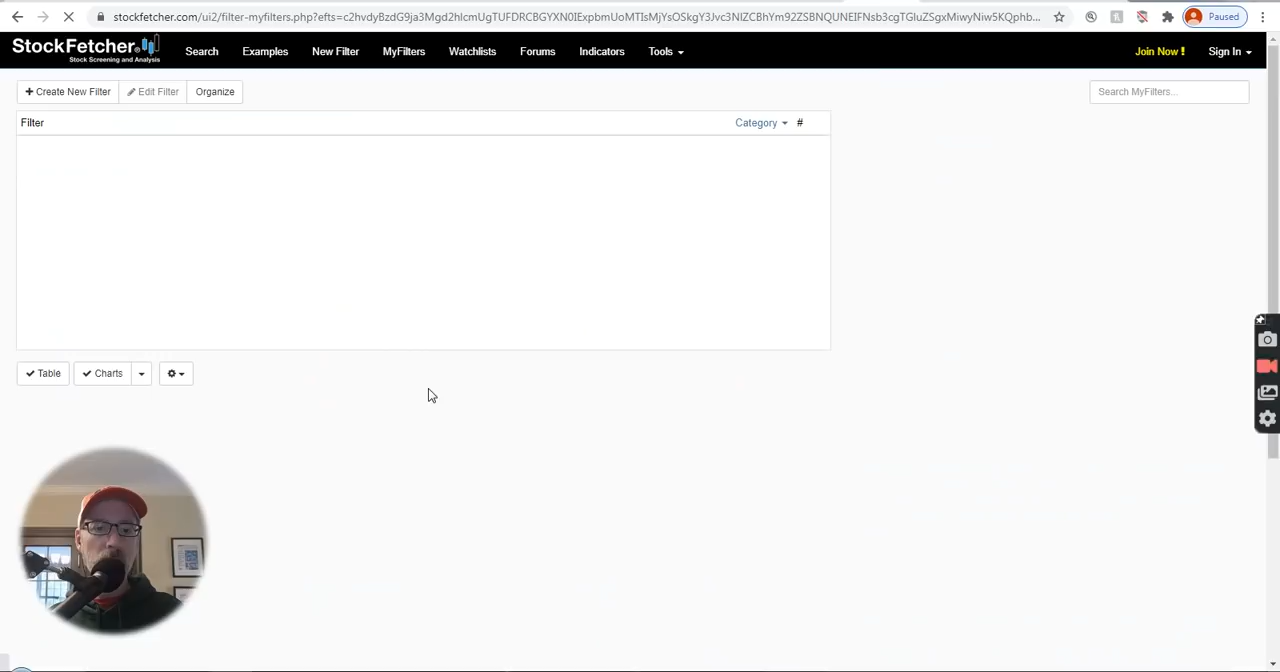 stockfetcher.com/ui2/filter-myfilters.php?efts=c2hvdyBzdG9ja3Mgd2hlcmUgTUFDRCBGYXN0IExpbmUoMTIsMjYsOSkgY3Jvc3NlZCBhYm92ZSBNQUNEIFNsb3cgTGluZSgxMiwyNiw5KQphb...
Paused
StockFetcher
Stock Screening and Analysis
Search Examples New Filter MyFilters Watchlists Forums Indicators Tools Join Now ! Sign In
Create New Filter Edit Filter Organize Search MyFilters...
Filter Category #
Table Charts